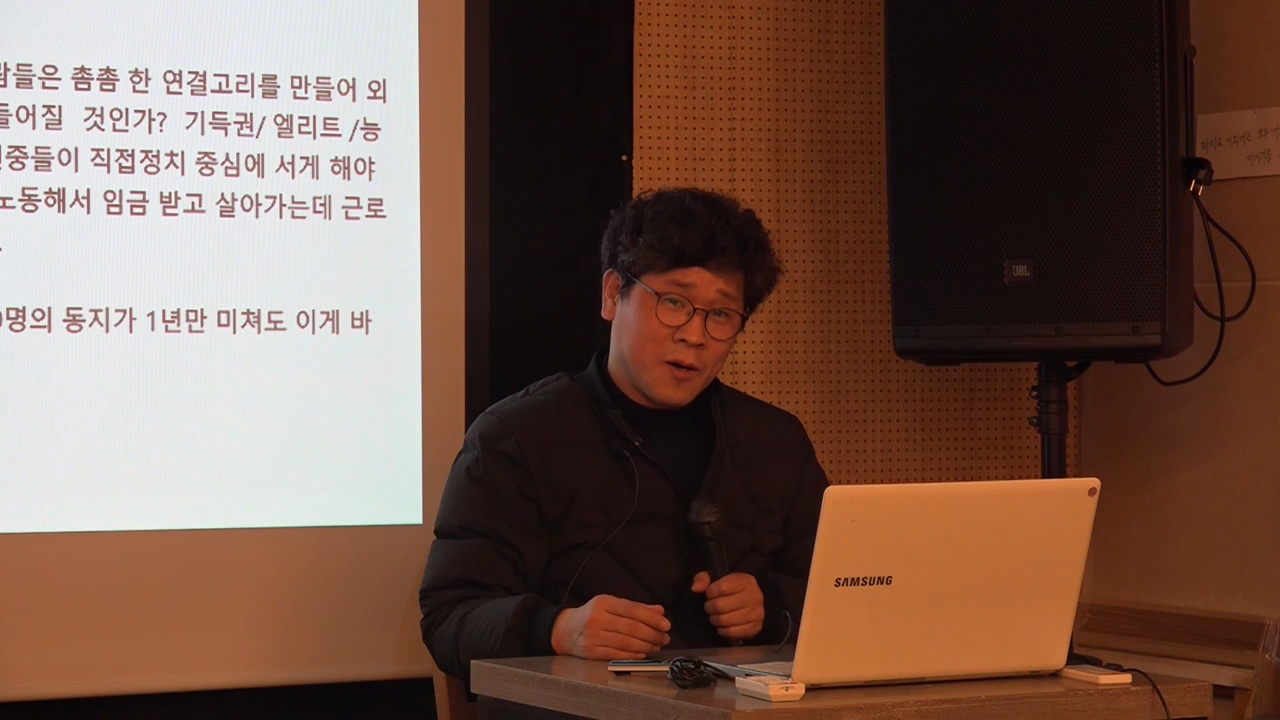 람들은 촘촘 한 연결고리를 만들어 외
들어질 것인가? 기득권/ 엘리트 /능
민중들이 직접정치 중심에 서게 해야
노동해서 임금 받고 살아가는데 근로
0명의 동지가 1년만 미쳐도 이게 바
JBL
SAMSUNG